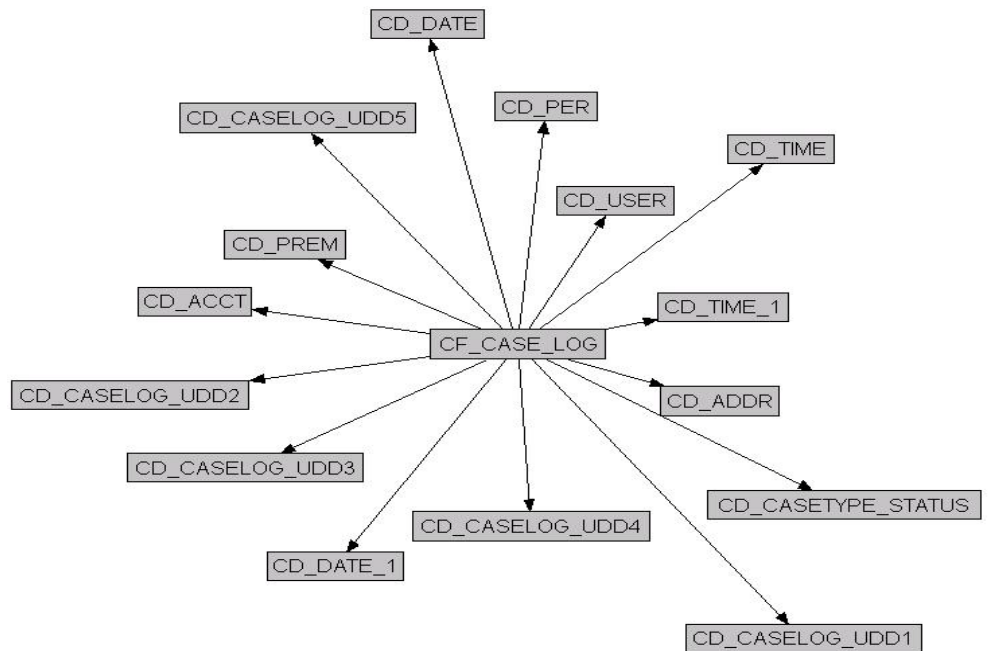 CD_DATE
CD_PER
CD_CASELOG_UDD5
CD_TIME
CD_USER
CD_PREM
CD_ACCT
CD_TIME_1
CF_CASE_LOG
CD_CASELOG_UDD2
CD_ADDR
CD_CASELOG_UDD3
CD_CASETYPE_STATUS
CD_CASELOG_UDD4
CD_DATE_1
CD_CASELOG_UDD1